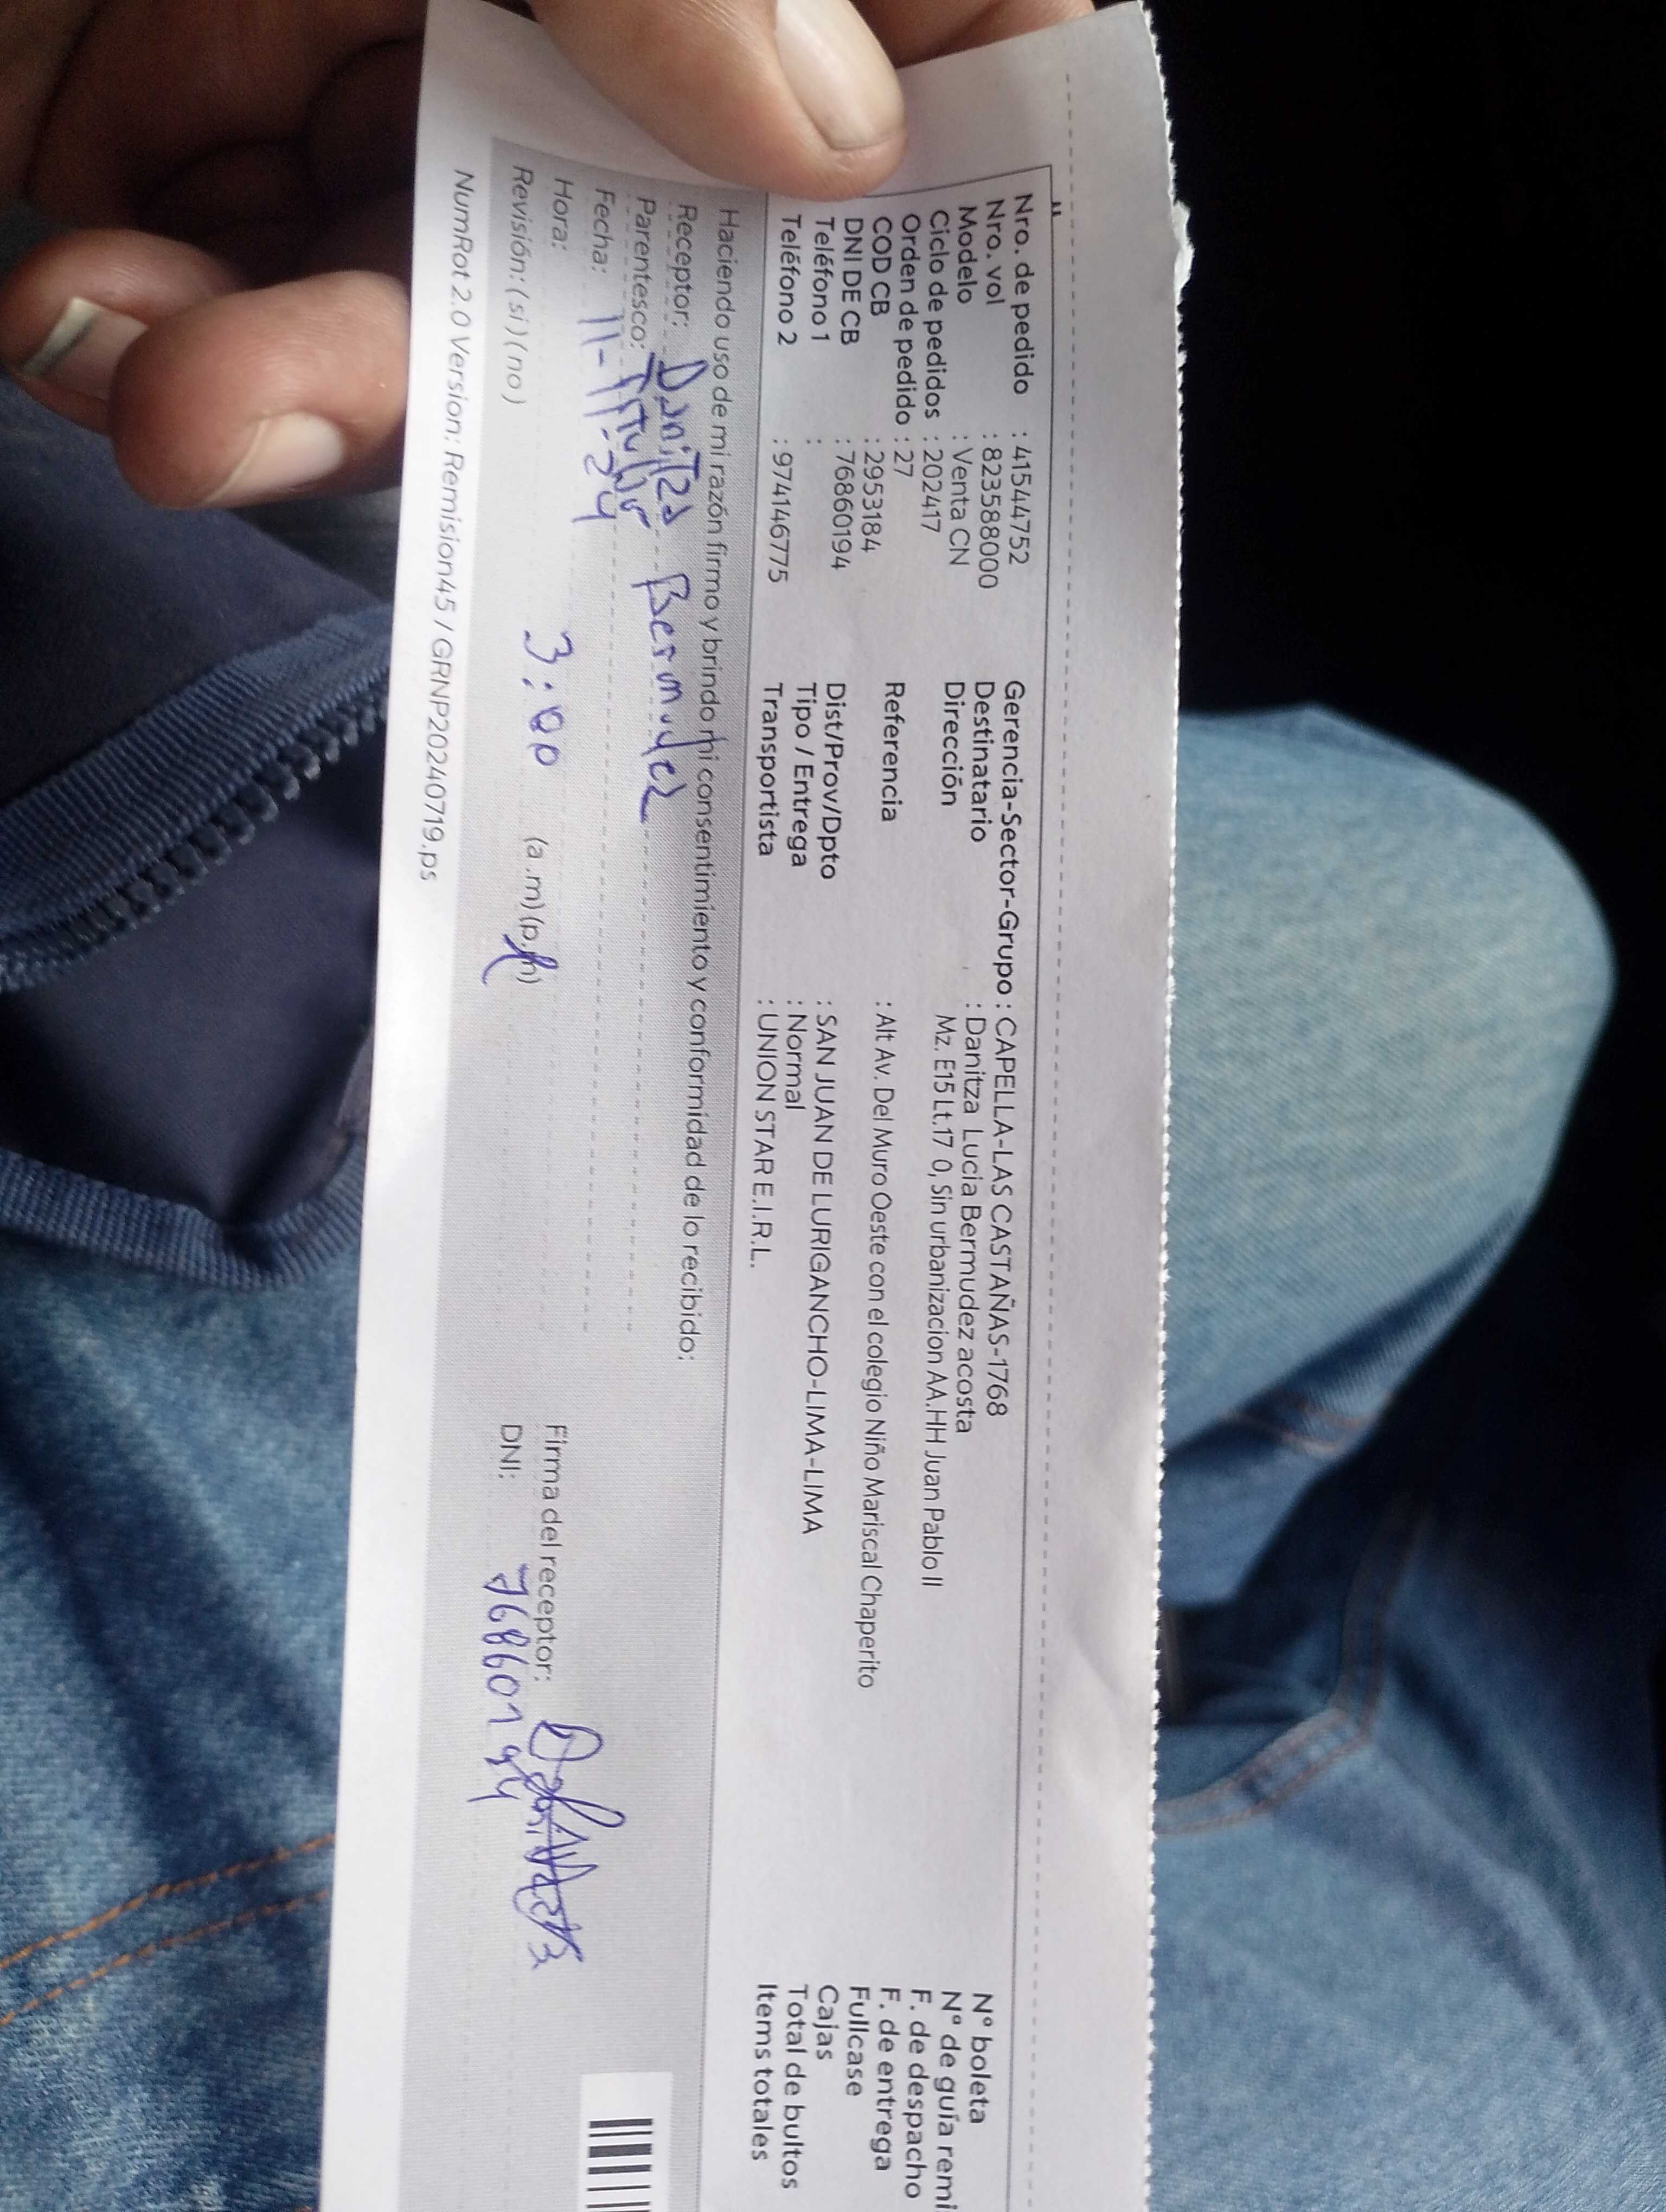 Nro. de pedido : 41544752
Nro. vol : 823588000
Modelo : Venta CN
Ciclo de pedidos : 202417
Orden de pedido : 27
COD CB : 2953184
DNI DE CB : 76860194
Teléfono 1 :
Teléfono 2 : 974146775
Gerencia-Sector-Grupo : CAPELLA-LAS CASTAÑAS-1768
Destinatario : Danitza Lucia Bermudez acosta
Dirección Mz. E15 Lt.17 0, Sin urbanizacion AA.HH Juan Pablo II
Referencia : Alt Av. Del Muro Oeste con el colegio Niño Mariscal Chaperito
Dist/Prov/Dpto : SAN JUAN DE LURIGANCHO-LIMA-LIMA
Tipo / Entrega : Normal
Transportista : UNION STAR E.I.R.L.
N° boleta
N° de guía remi
F. de despacho
F. de entrega
Fullcase
Cajas
Total de bultos
Items totales
Haciendo uso de mi razón firmo y brindo mi consentimiento y conformidad de lo recibido:
Receptor: Danitza Bermudez
Parentesco: Titular
Fecha: 11-11-24
Hora: 3:00 (a.m) (p.m)
Revisión: (si) (no)
Firma del receptor:
DNI: 76860194
NumRot 2.0 Version: Remision45 / GRNP20240719.ps